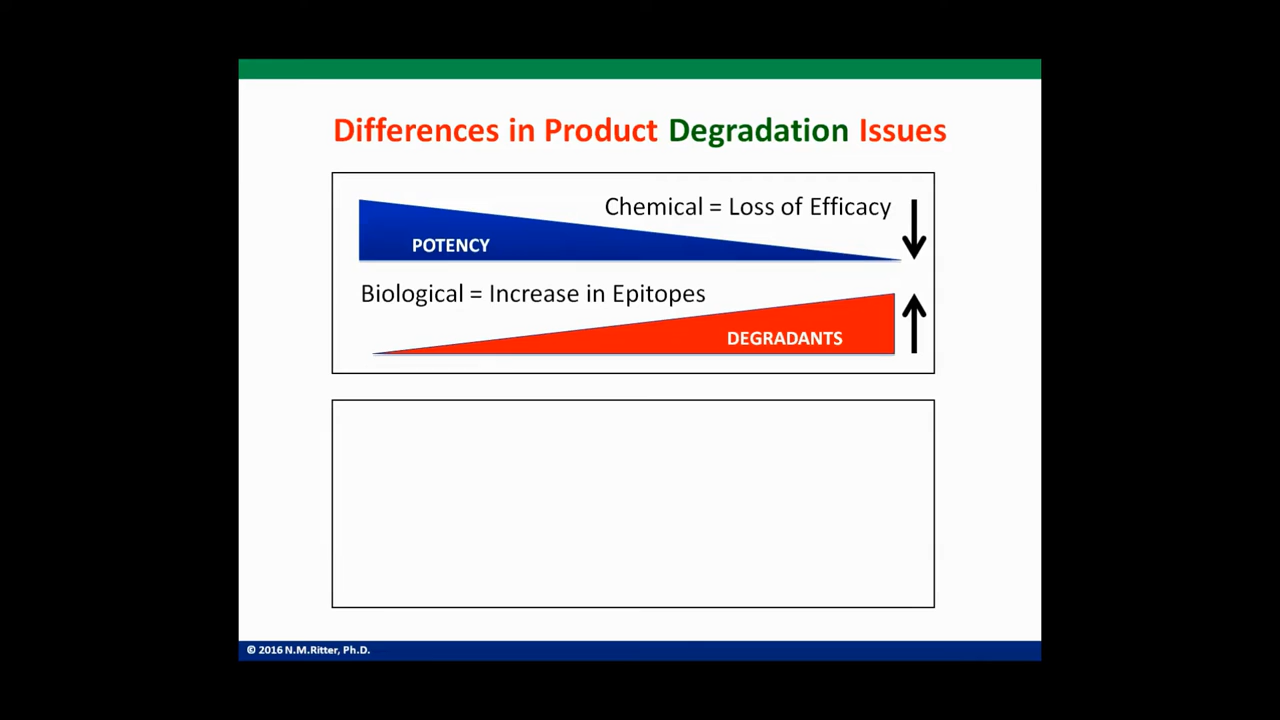 Differences in Product Degradation Issues
Chemical = Loss of Efficacy
POTENCY
Biological = Increase in Epitopes
DEGRADANTS
© 2016 N.M.Ritter, Ph.D.